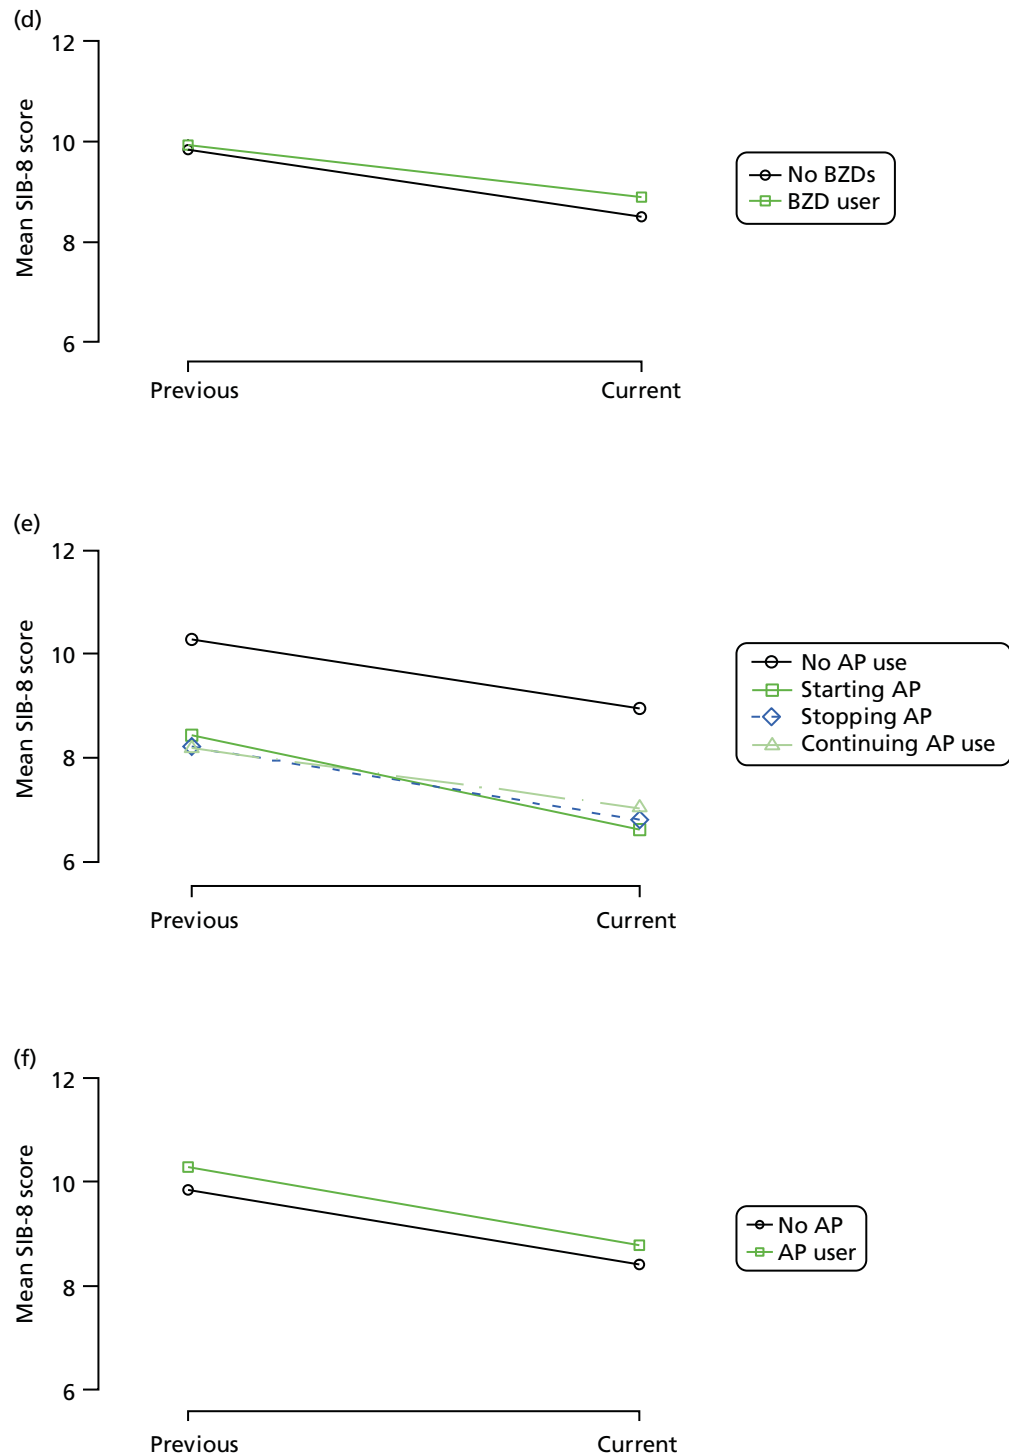 (d)
12
10
8
6
Mean SIB-8 score
Previous
Current
No BZDs
BZD user
(e)
12
10
8
6
Mean SIB-8 score
Previous
Current
No AP use
Starting AP
Stopping AP
Continuing AP use
(f)
12
10
8
6
Mean SIB-8 score
Previous
Current
No AP
AP user